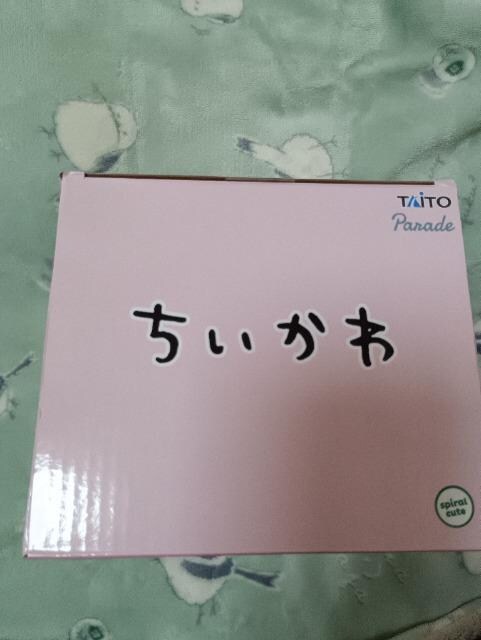 TAITO
Parade
ちいかわ
spiral
cute